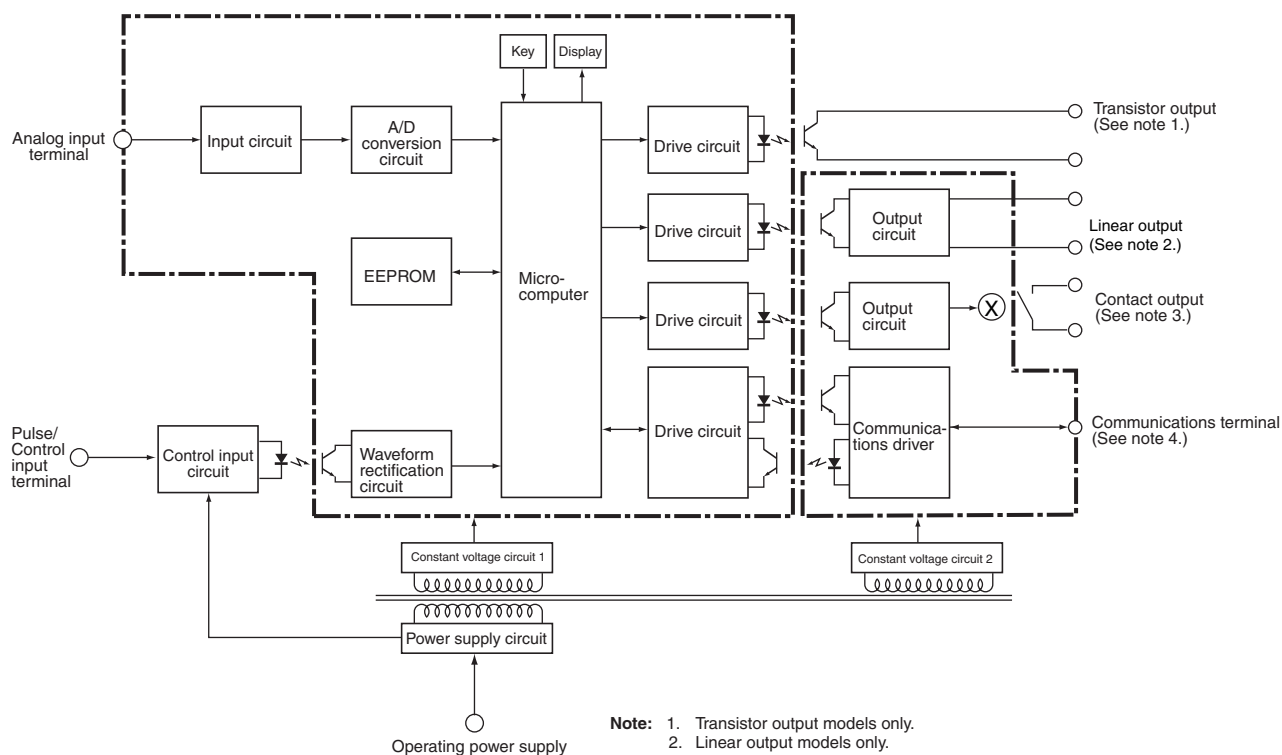 Key
Display
Analog input
terminal
Input circuit
A/D
conversion
circuit
Drive circuit
Transistor output
(See note 1.)
Drive circuit
Output
circuit
Linear output
(See note 2.)
EEPROM
Micro-
computer
Drive circuit
Output
circuit
X
Contact output
(See note 3.)
Pulse/
Control
input
terminal
Control input
circuit
Waveform
rectification
circuit
Drive circuit
Communica-
tions driver
Communications terminal
(See note 4.)
Constant voltage circuit 1
Constant voltage circuit 2
Power supply circuit
Operating power supply
Note: 1. Transistor output models only.
2. Linear output models only.